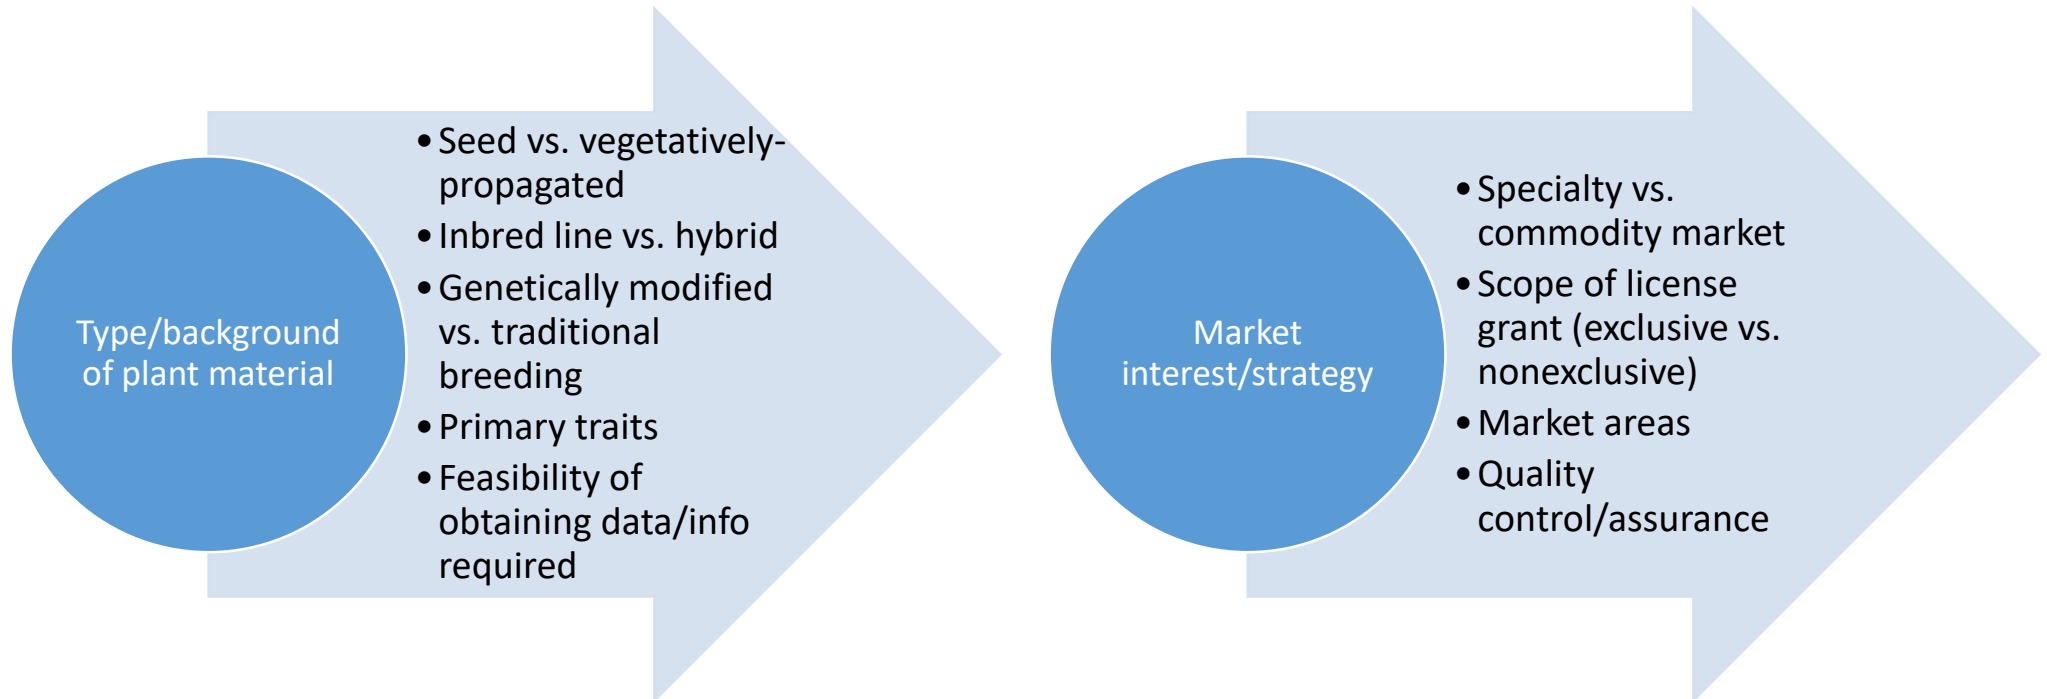 Type/background
of plant material
• Seed vs. vegetatively-
propagated
• Inbred line vs. hybrid
• Genetically modified
vs. traditional
breeding
• Primary traits
• Feasibility of
obtaining data/info
required
Market
interest/strategy
• Specialty vs.
commodity market
• Scope of license
grant (exclusive vs.
nonexclusive)
• Market areas
• Quality
control/assurance